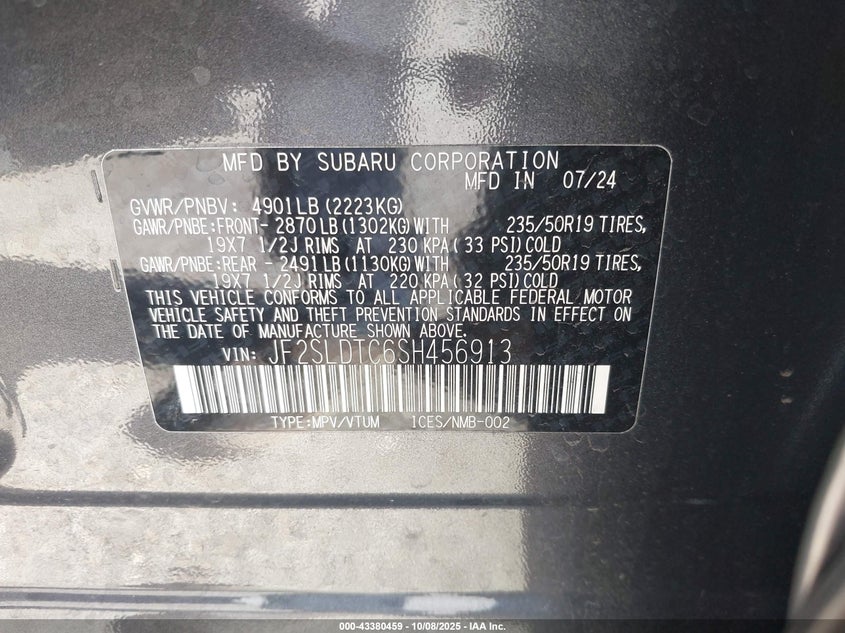 MFD BY SUBARU CORPORATION
MFD IN 07/24
GVWR/PNBV: 4901LB(2223KG)
GAWR/PNBE:FRONT- 2870LB(1302KG)WITH 235/50R19 TIRES,
19X7 1/2J RIMS AT 230 KPA( 33 PSI)COLD
GAWR/PNBE:REAR - 2491LB(1130KG)WITH 235/50R19 TIRES,
19X7 1/2J RIMS AT 220 KPA( 32 PSI)COLD
THIS VEHICLE CONFORMS TO ALL APPLICABLE FEDERAL MOTOR
VEHICLE SAFETY AND THEFT PREVENTION STANDARDS IN EFFECT ON
THE DATE OF MANUFACTURE SHOWN ABOVE.
VIN: JF2SLDTC6SH456913
TYPE:MPV/VTUM ICES/NMB-002
000-43380459 - 10/08/2025 - IAA Inc.